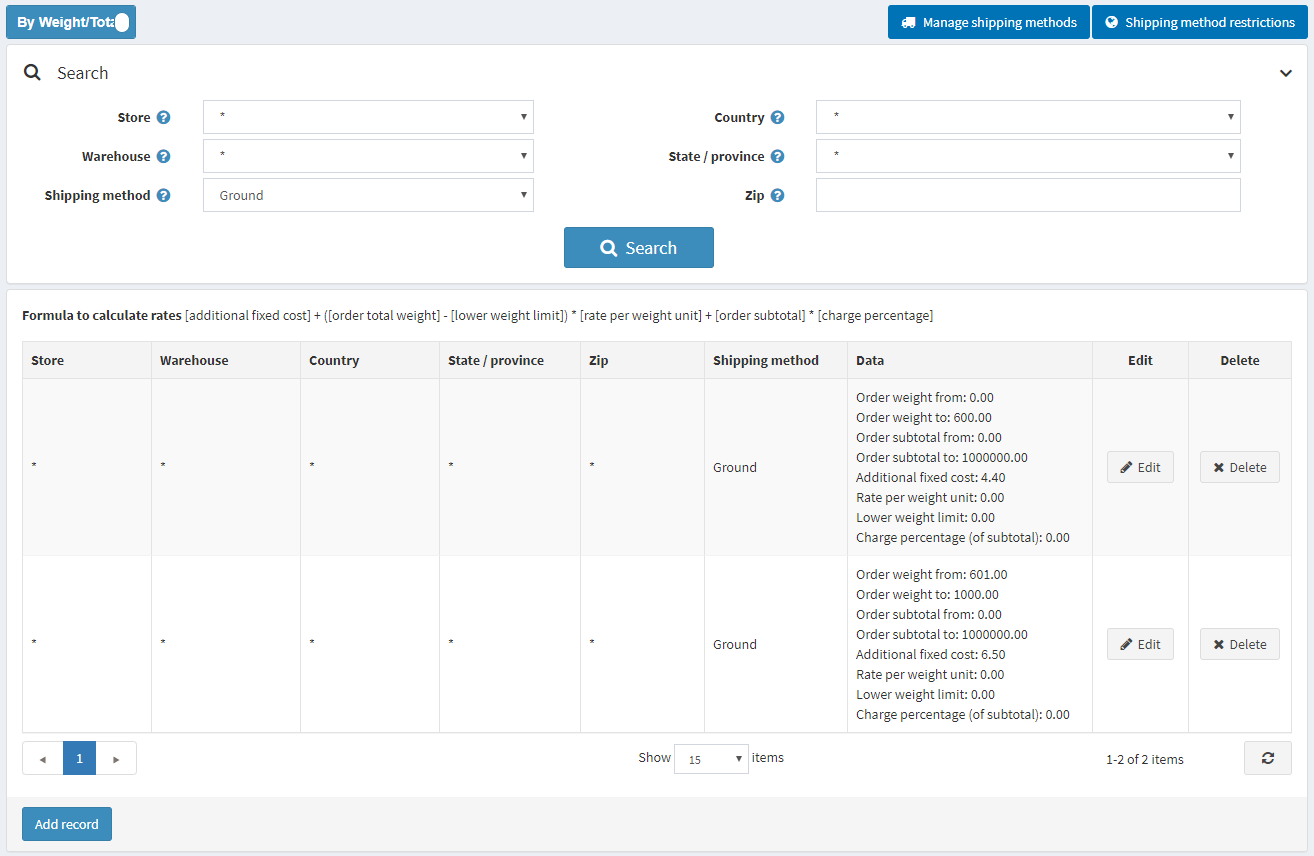 By Weight/Tota
Manage shipping methods
Shipping method restrictions
Search
Store * Country *
Warehouse * State / province *
Shipping method Ground Zip
Search
Formula to calculate rates [additional fixed cost] + ([order total weight] - [lower weight limit]) * [rate per weight unit] + [order subtotal] * [charge percentage]
Store Warehouse Country State / province Zip Shipping method Data Edit Delete
Order weight from: 0.00
Order weight to: 600.00
Order subtotal from: 0.00
Order subtotal to: 1000000.00
* * * * * Ground Edit Delete
Additional fixed cost: 4.40
Rate per weight unit: 0.00
Lower weight limit: 0.00
Charge percentage (of subtotal): 0.00
Order weight from: 601.00
Order weight to: 1000.00
Order subtotal from: 0.00
Order subtotal to: 1000000.00
* * * * * Ground Edit Delete
Additional fixed cost: 6.50
Rate per weight unit: 0.00
Lower weight limit: 0.00
Charge percentage (of subtotal): 0.00
1 Show 15 items 1-2 of 2 items
Add record